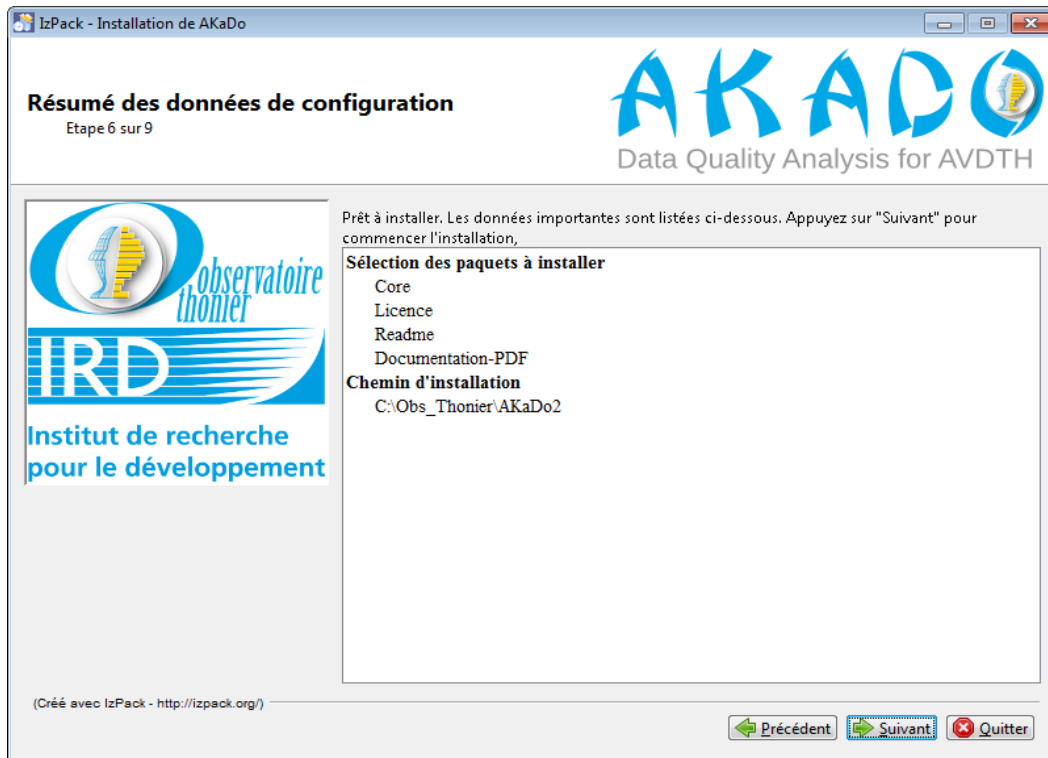 IzPack - Installation de AKaDo
Résumé des données de configuration
Etape 6 sur 9
AKADO
Data Quality Analysis for AVDTH
observatoire
thonier
IRD
Institut de recherche
pour le développement
Prêt à installer. Les données importantes sont listées ci-dessous. Appuyez sur "Suivant" pour
commencer l'installation,
Sélection des paquets à installer
Core
Licence
Readme
Documentation-PDF
Chemin d'installation
C:\Obs_Thonier\AKaDo2
(Créé avec IzPack - http://izpack.org/)
Précédent
Suivant
Quitter